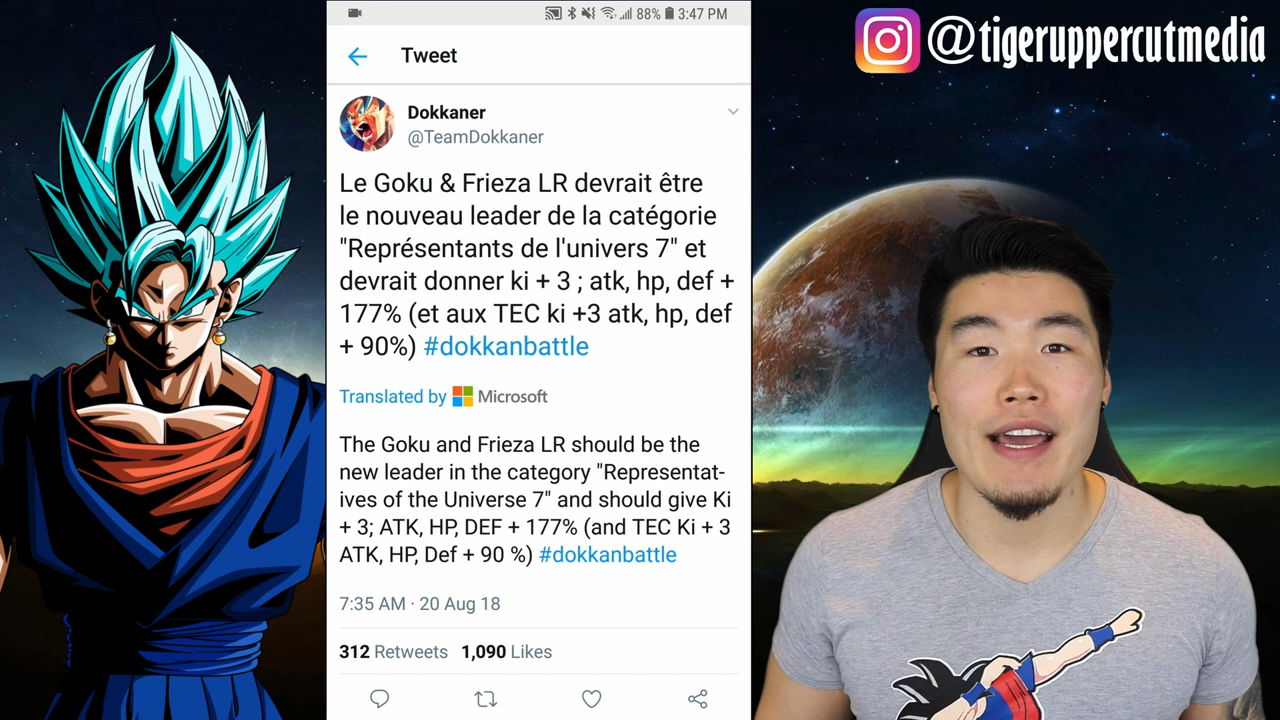 88% 3:47 PM
Tweet
@tigeruppercutmedia
Dokkaner
@TeamDokkaner
Le Goku & Frieza LR devrait être
le nouveau leader de la catégorie
"Représentants de l'univers 7" et
devrait donner ki + 3 ; atk, hp, def +
177% (et aux TEC ki +3 atk, hp, def
+ 90%) #dokkanbattle
Translated by Microsoft
The Goku and Frieza LR should be the
new leader in the category "Representat-
ives of the Universe 7" and should give Ki
+ 3; ATK, HP, DEF + 177% (and TEC Ki + 3
ATK, HP, Def + 90 %) #dokkanbattle
7:35 AM · 20 Aug 18
312 Retweets 1,090 Likes